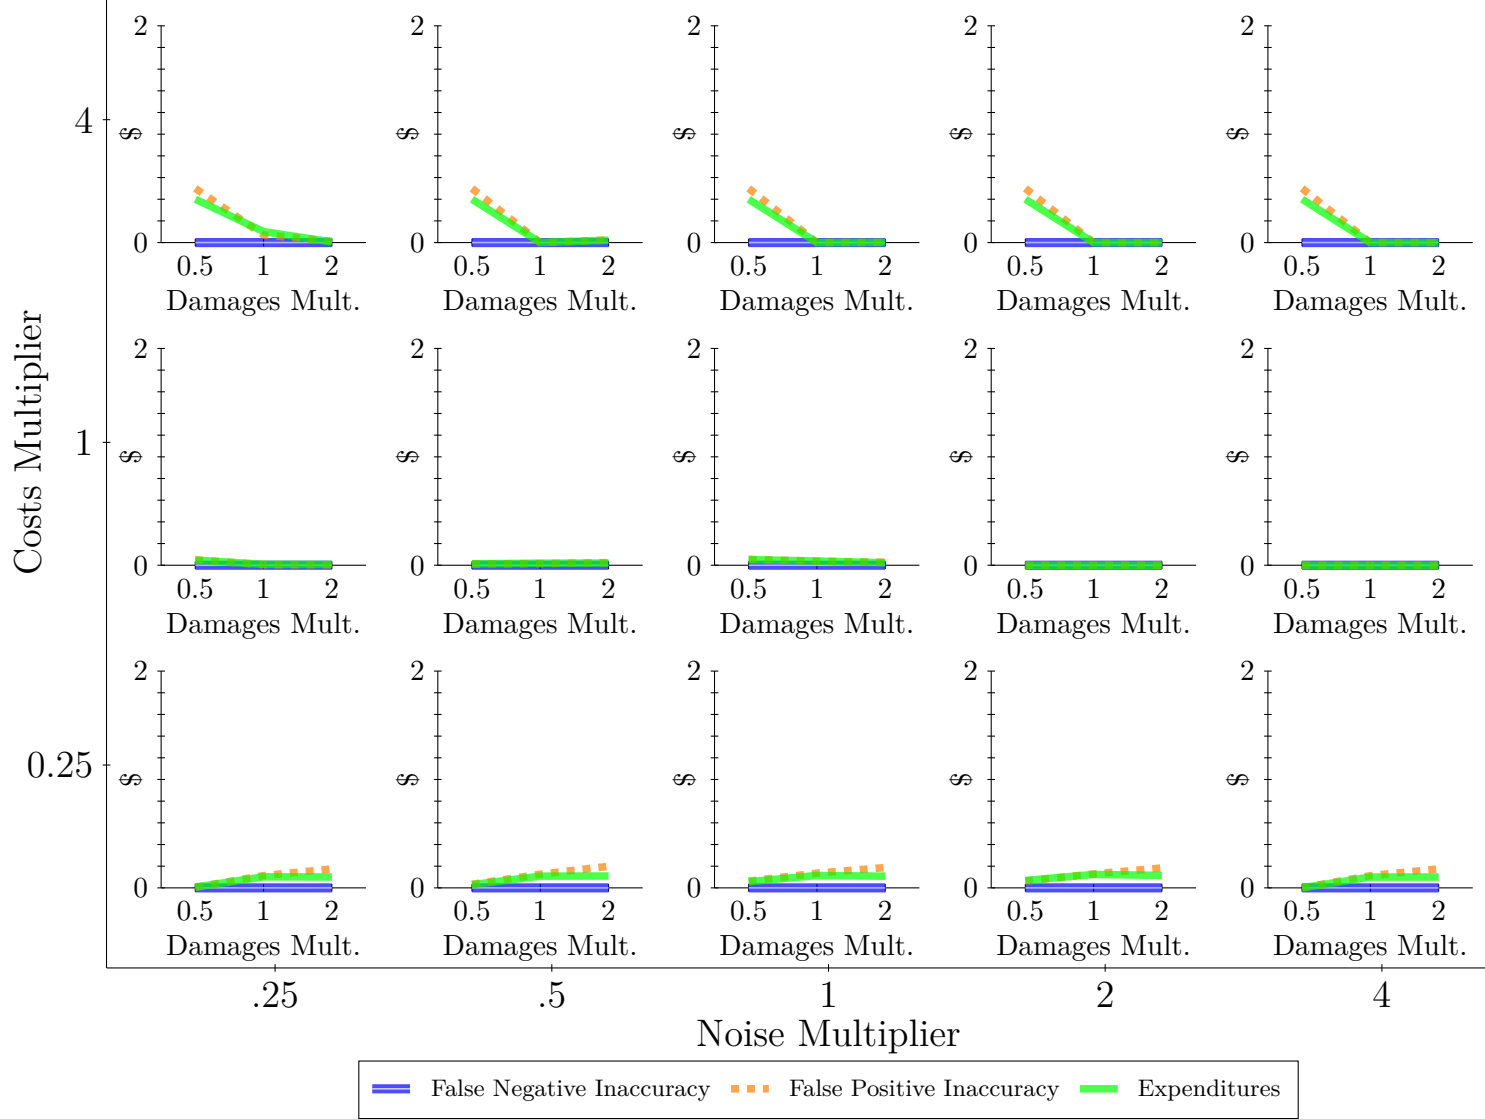 2 2 2 2 2
4 $ $ $ $ $
0 0 0 0 0
0.5 1 2 0.5 1 2 0.5 1 2 0.5 1 2 0.5 1 2
Damages Mult. Damages Mult. Damages Mult. Damages Mult. Damages Mult.
Costs Multiplier
2 2 2 2 2
1 $ $ $ $ $
0 0 0 0 0
0.5 1 2 0.5 1 2 0.5 1 2 0.5 1 2 0.5 1 2
Damages Mult. Damages Mult. Damages Mult. Damages Mult. Damages Mult.
2 2 2 2 2
0.25 $ $ $ $ $
0 0 0 0 0
0.5 1 2 0.5 1 2 0.5 1 2 0.5 1 2 0.5 1 2
Damages Mult. Damages Mult. Damages Mult. Damages Mult. Damages Mult.
.25 .5 1 2 4
Noise Multiplier
False Negative Inaccuracy False Positive Inaccuracy Expenditures